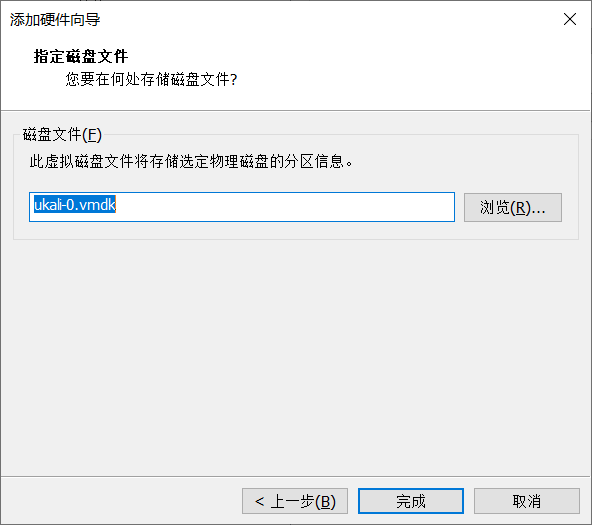 添加硬件向导
指定磁盘文件
您要在何处存储磁盘文件?
磁盘文件(F)
此虚拟磁盘文件将存储选定物理磁盘的分区信息。
ukali-0.vmdk
浏览(R)...
< 上一步(B)
完成
取消